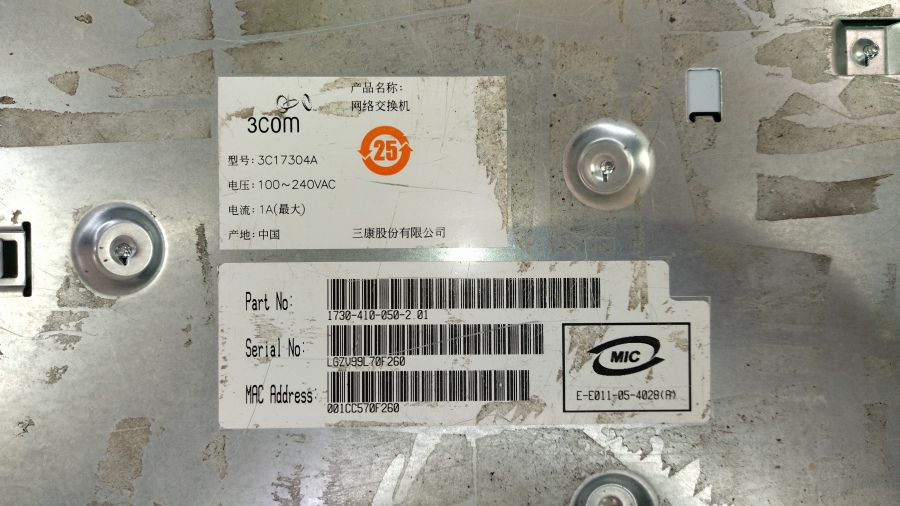 产品名称:
网络交换机
3com
25
型号: 3C17304A
电压: 100～240VAC
电流: 1A(最大)
产地: 中国
三康股份有限公司
Part No:
1730-410-050-2.01
Serial No:
LGZV99L70F260
MAC Address:
001CC570F260
MIC
E-E011-05-4028(A)